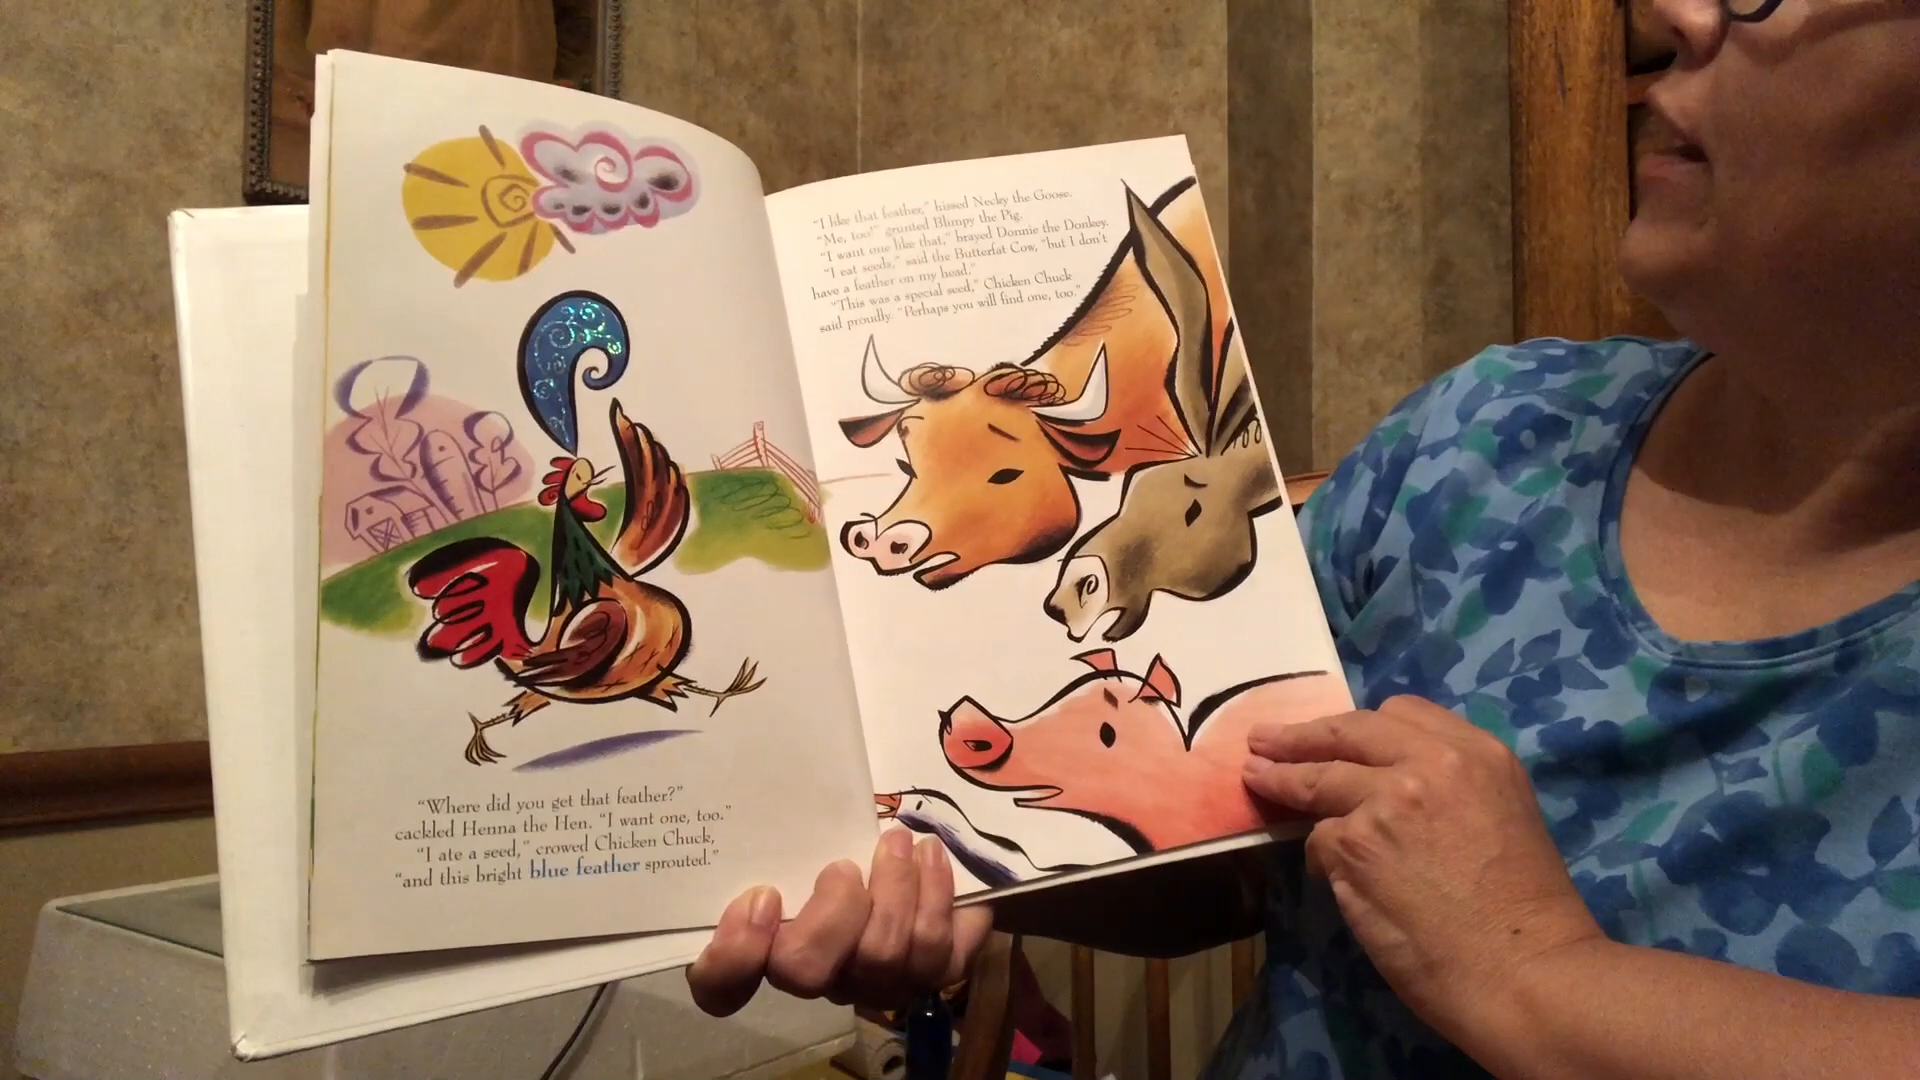 "Where did you get that feather?"
cackled Henna the Hen. "I want one, too."
"I ate a seed," crowed Chicken Chuck,
"and this bright blue feather sprouted."
"I like that feather," hissed Necky the Goose.
"Me, too!" grunted Blimpy the Pig.
"I want one like that," brayed Donnie the Donkey.
"I eat seeds," said the Butterfat Cow, "but I don't
have a feather on my head."
"This was a special seed," Chicken Chuck
said proudly. "Perhaps you will find one, too."